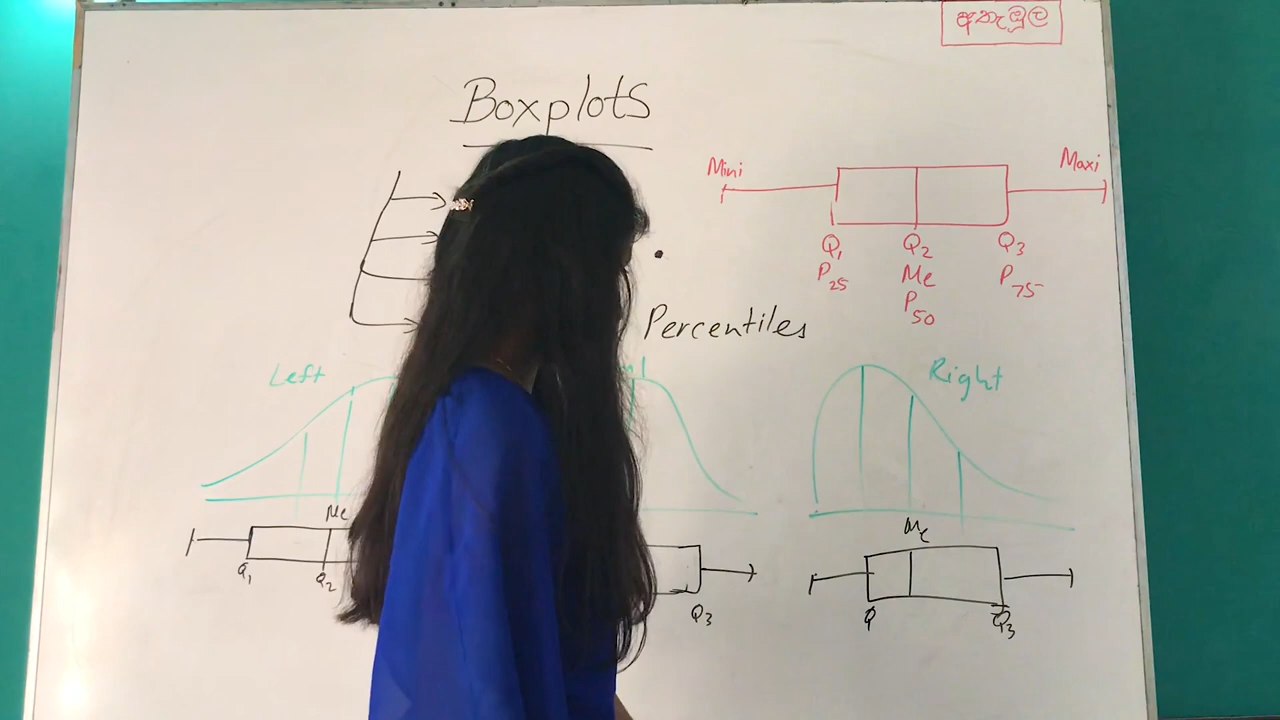 අතැඹුල
Boxplots
Mini
Maxi
Q1 Q2 Q3
P25 Me P75
P50
Percentiles
Left
Right
Me
Me
Q1 Q2
Q3
Q
Q3